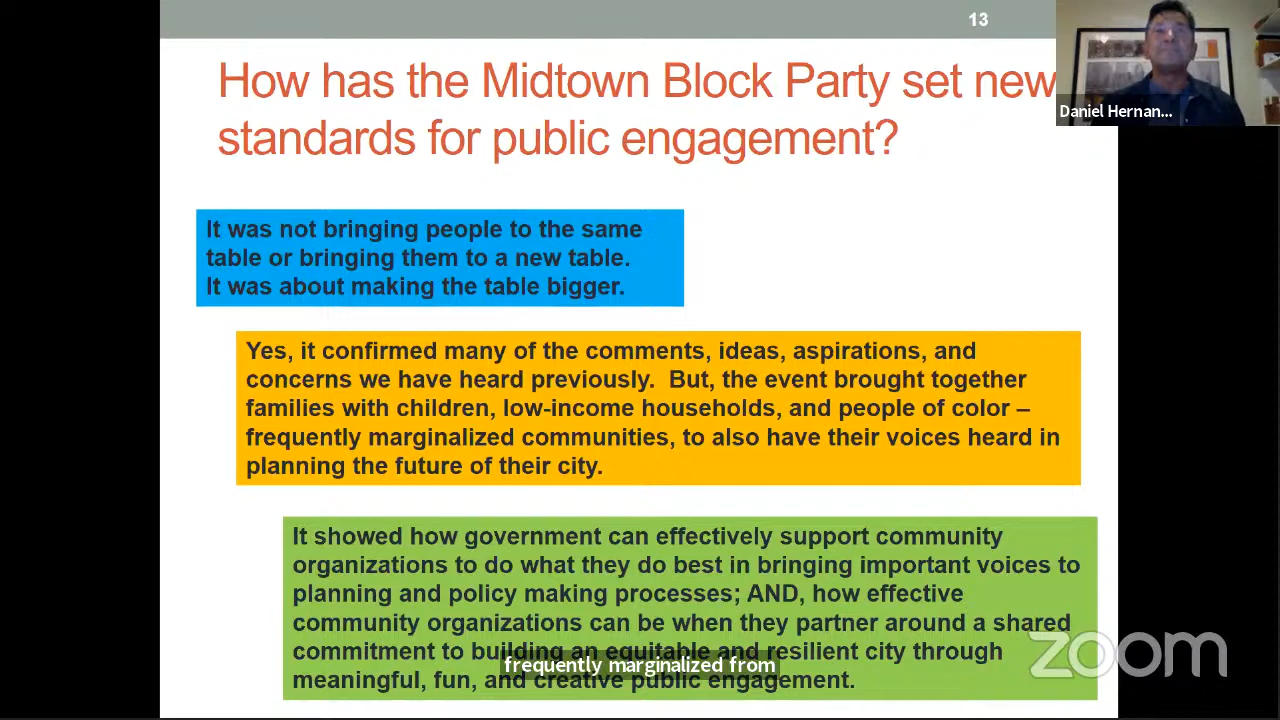 13
How has the Midtown Block Party set new
standards for public engagement?
Daniel Hernan...
It was not bringing people to the same
table or bringing them to a new table.
It was about making the table bigger.
Yes, it confirmed many of the comments, ideas, aspirations, and
concerns we have heard previously.  But, the event brought together
families with children, low-income households, and people of color –
frequently marginalized communities, to also have their voices heard in
planning the future of their city.
It showed how government can effectively support community
organizations to do what they do best in bringing important voices to
planning and policy making processes; AND, how effective
community organizations can be when they partner around a shared
commitment to building an equitable and resilient city through
meaningful, fun, and creative public engagement.
frequently marginalized from
zoom